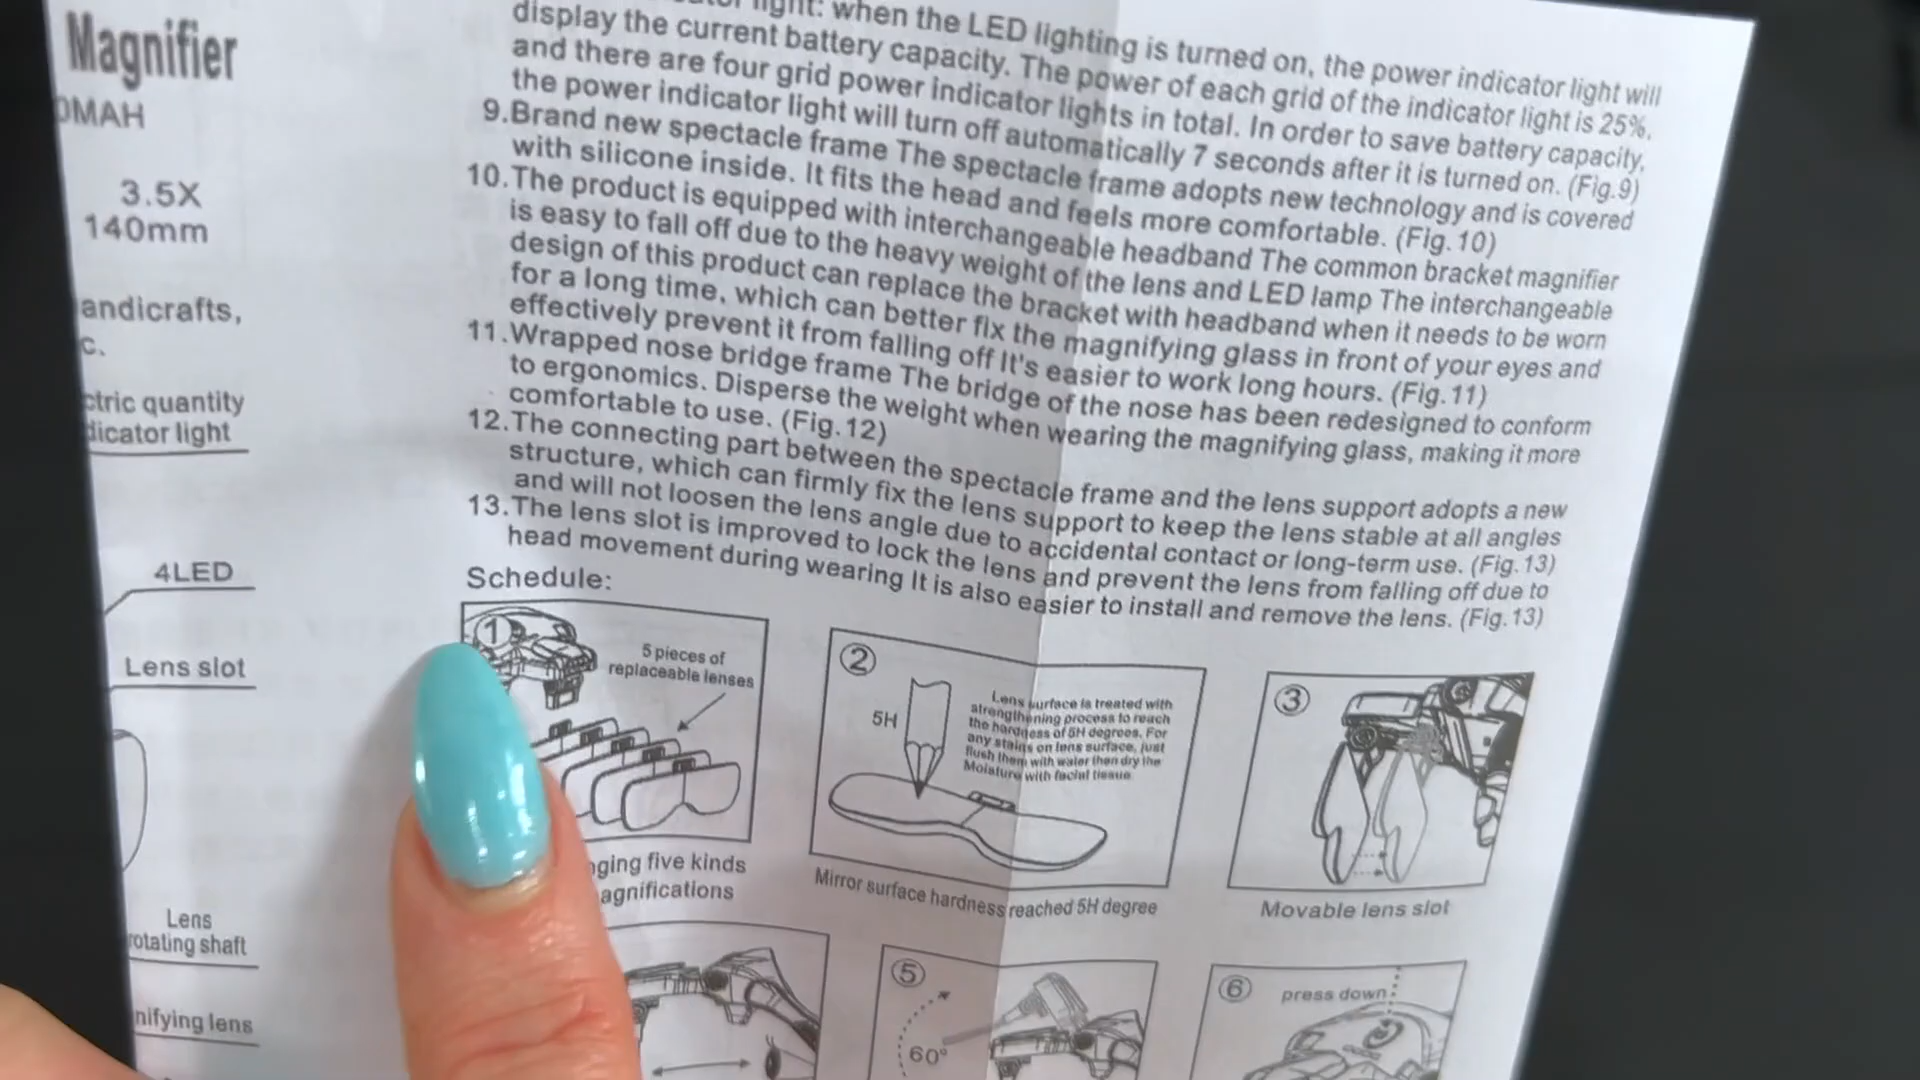 Magnifier
3.5X
140mm
andicrafts,
c.
ctric quantity
dicator light
4LED
Lens slot
Lens
rotating shaft
nifying lens
light: when the LED lighting is turned on, the power indicator light will
display the current battery capacity. The power of each grid of the indicator light is 25%,
and there are four grid power indicator lights in total. In order to save battery capacity,
the power indicator light will turn off automatically 7 seconds after it is turned on. (Fig.9)
9.Brand new spectacle frame The spectacle frame adopts new technology and is covered
with silicone inside. It fits the head and feels more comfortable. (Fig.10)
10.The product is equipped with interchangeable headband The common bracket magnifier
is easy to fall off due to the heavy weight of the lens and LED lamp The interchangeable
design of this product can replace the bracket with headband when it needs to be worn
for a long time, which can better fix the magnifying glass in front of your eyes and
effectively prevent it from falling off It's easier to work long hours. (Fig.11)
11.Wrapped nose bridge frame The bridge of the nose has been redesigned to conform
to ergonomics. Disperse the weight when wearing the magnifying glass, making it more
comfortable to use. (Fig.12)
12.The connecting part between the spectacle frame and the lens support adopts a new
structure, which can firmly fix the lens support to keep the lens stable at all angles
and will not loosen the lens angle due to accidental contact or long-term use. (Fig.13)
13.The lens slot is improved to lock the lens and prevent the lens from falling off due to
head movement during wearing It is also easier to install and remove the lens. (Fig.13)
Schedule:
1
5 pieces of
replaceable lenses
nging five kinds
agnifications
2
5H
Lens surface is treated with
strengthening process to reach
the hardness of 5H degrees. For
any stains on lens surface, just
flush them with water then dry the
Moisture with facial tissue
Mirror surface hardness reached 5H degree
3
Movable lens slot
5
60°
6
press down